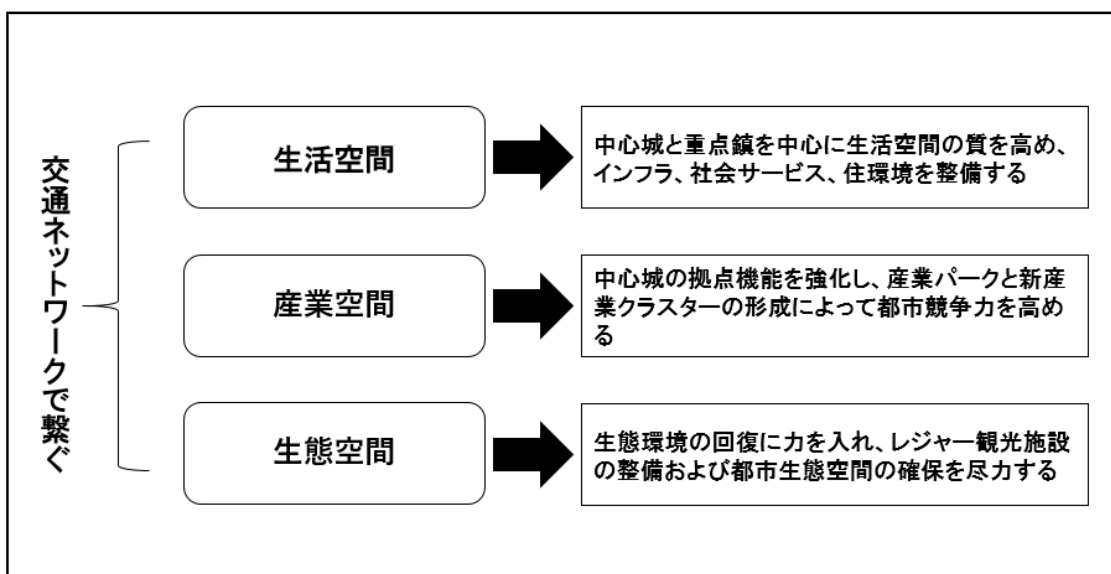 交通ネットワークで繋ぐ
生活空間
中心城と重点鎮を中心に生活空間の質を高め、
インフラ、社会サービス、住環境を整備する
産業空間
中心城の拠点機能を強化し、産業パークと新産
業クラスターの形成によって都市競争力を高め
る
生態空間
生態環境の回復に力を入れ、レジャー観光施設
の整備および都市生態空間の確保を尽力する